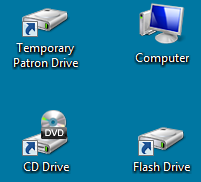 Temporary
Patron Drive
Computer
DVD
CD Drive
Flash Drive